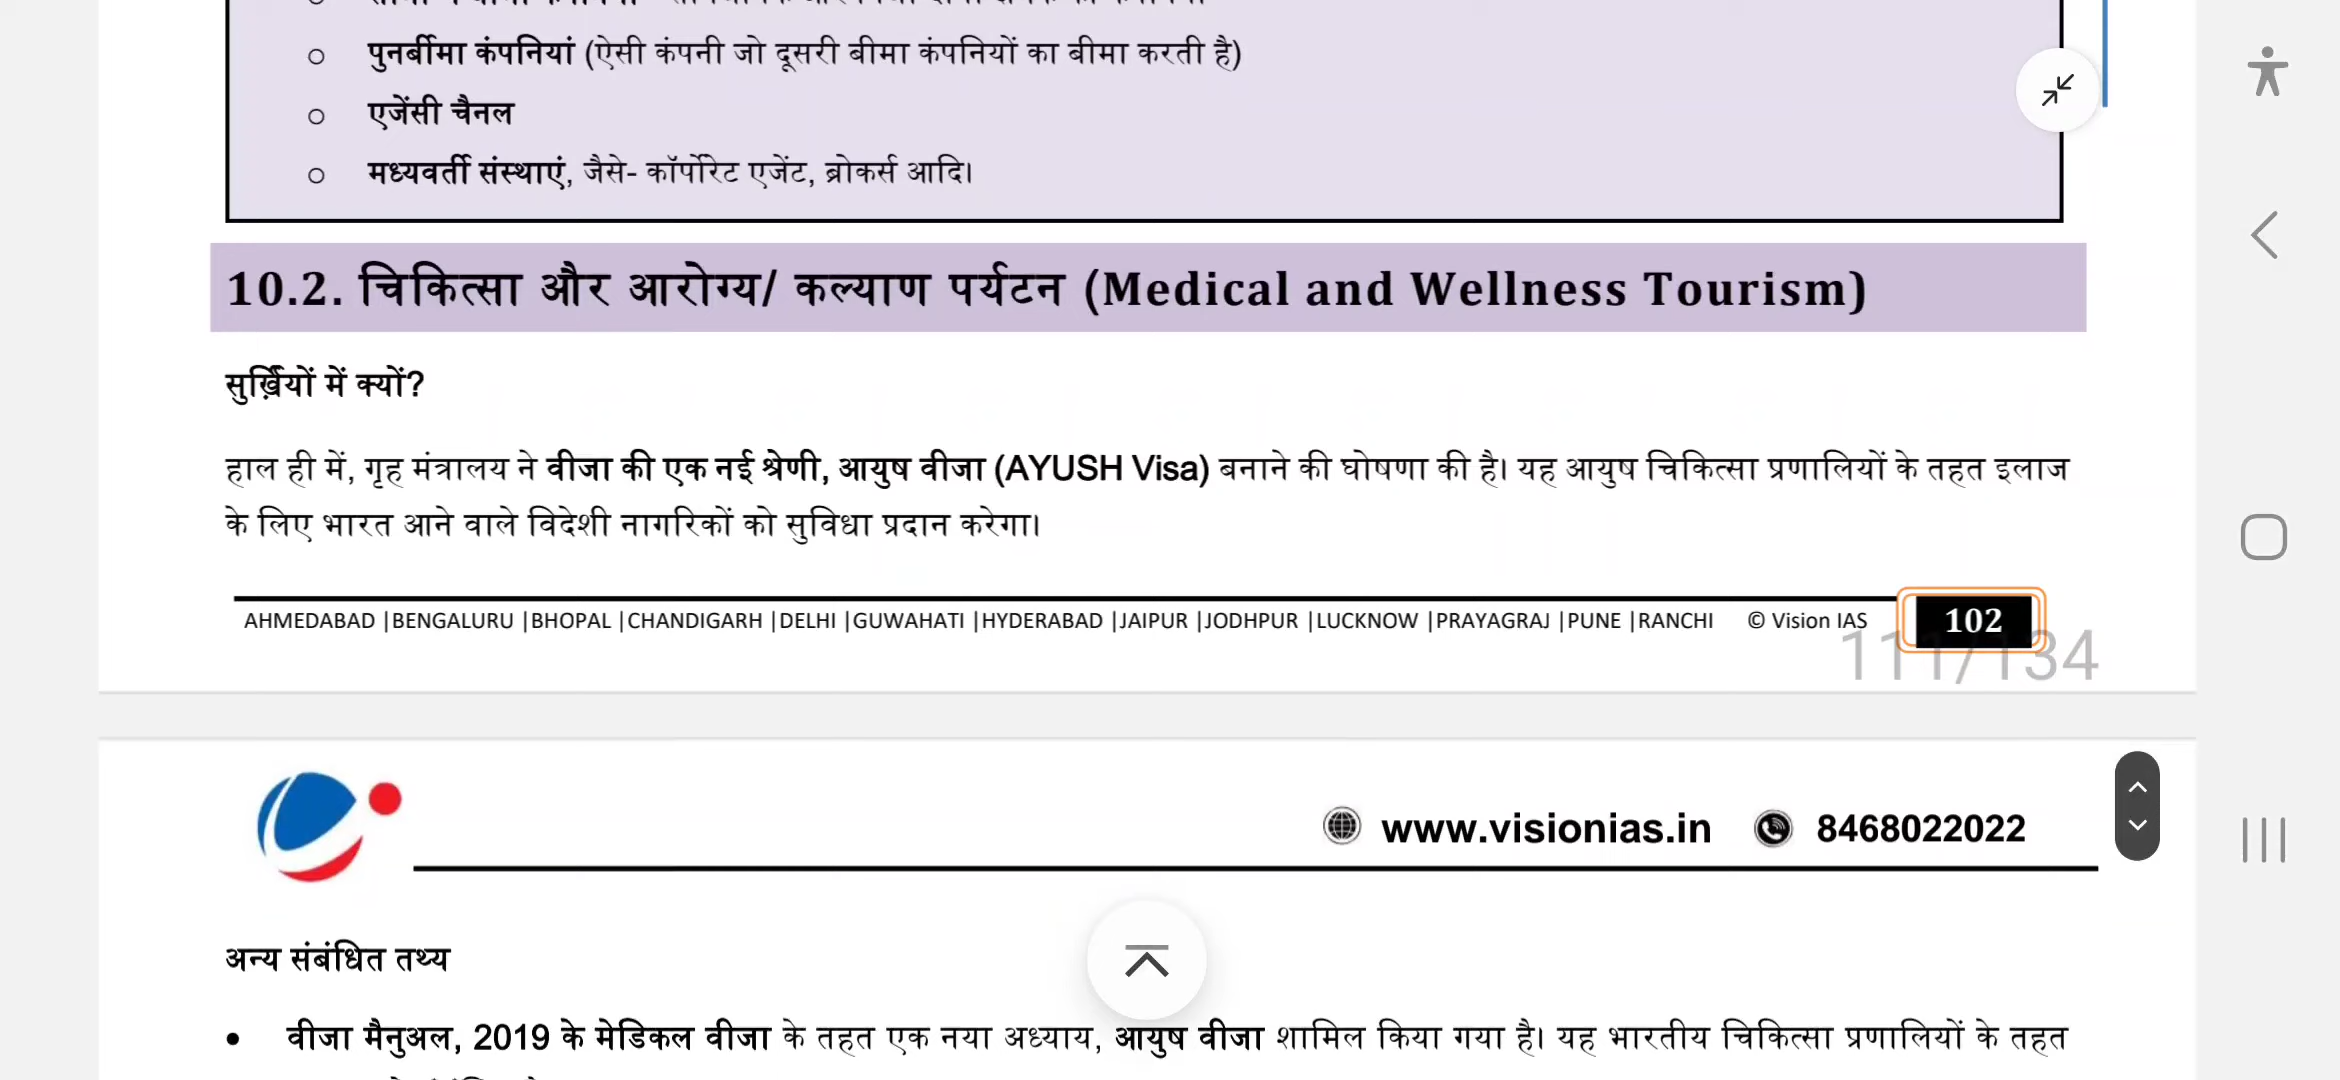 पुनर्बीमा कंपनियां (ऐसी कंपनी जो दूसरी बीमा कंपनियों का बीमा करती है)
एजेंसी चैनल
मध्यवर्ती संस्थाएं, जैसे- कॉर्पोरेट एजेंट, ब्रोकर्स आदि।
10.2. चिकित्सा और आरोग्य/ कल्याण पर्यटन (Medical and Wellness Tourism)
सुर्ख़ियों में क्यों?
हाल ही में, गृह मंत्रालय ने वीजा की एक नई श्रेणी, आयुष वीजा (AYUSH Visa) बनाने की घोषणा की है। यह आयुष चिकित्सा प्रणालियों के तहत इलाज
के लिए भारत आने वाले विदेशी नागरिकों को सुविधा प्रदान करेगा।
AHMEDABAD |BENGALURU |BHOPAL |CHANDIGARH |DELHI |GUWAHATI |HYDERABAD |JAIPUR |JODHPUR |LUCKNOW |PRAYAGRAJ |PUNE |RANCHI © Vision IAS 102
111/134
www.visionias.in 8468022022
अन्य संबंधित तथ्य
• वीजा मैनुअल, 2019 के मेडिकल वीजा के तहत एक नया अध्याय, आयुष वीजा शामिल किया गया है। यह भारतीय चिकित्सा प्रणालियों के तहत